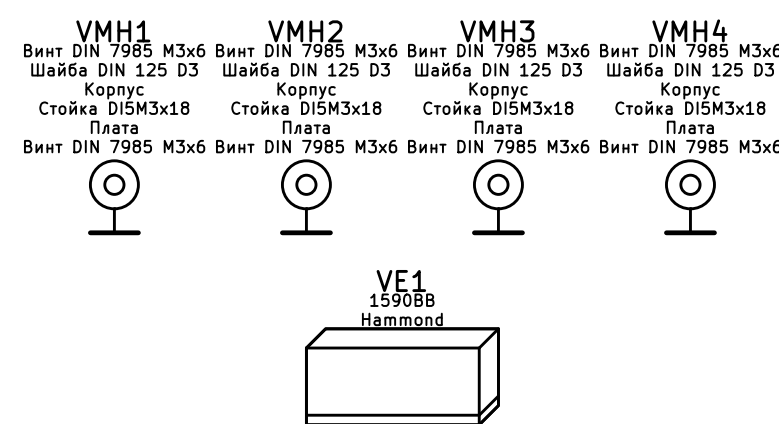 VMH1 VMH2 VMH3 VMH4
Винт DIN 7985 M3x6 Винт DIN 7985 M3x6 Винт DIN 7985 M3x6 Винт DIN 7985 M3x6
Шайба DIN 125 D3 Шайба DIN 125 D3 Шайба DIN 125 D3 Шайба DIN 125 D3
Корпус Корпус Корпус Корпус
Стойка DI5M3x18 Стойка DI5M3x18 Стойка DI5M3x18 Стойка DI5M3x18
Плата Плата Плата Плата
Винт DIN 7985 M3x6 Винт DIN 7985 M3x6 Винт DIN 7985 M3x6 Винт DIN 7985 M3x6
VE1
1590BB
Hammond